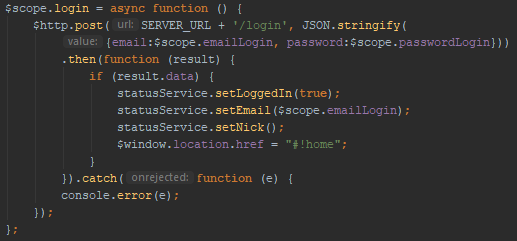 $scope.login = async function () {
$http.post( url: SERVER_URL + '/login', JSON.stringify(
value: {email:$scope.emailLogin, password:$scope.passwordLogin}))
.then(function (result) {
if (result.data) {
statusService.setLoggedIn(true);
statusService.setEmail($scope.emailLogin);
statusService.setNick();
$window.location.href = "#!home";
}
}).catch( onrejected: function (e) {
console.error(e);
});
};